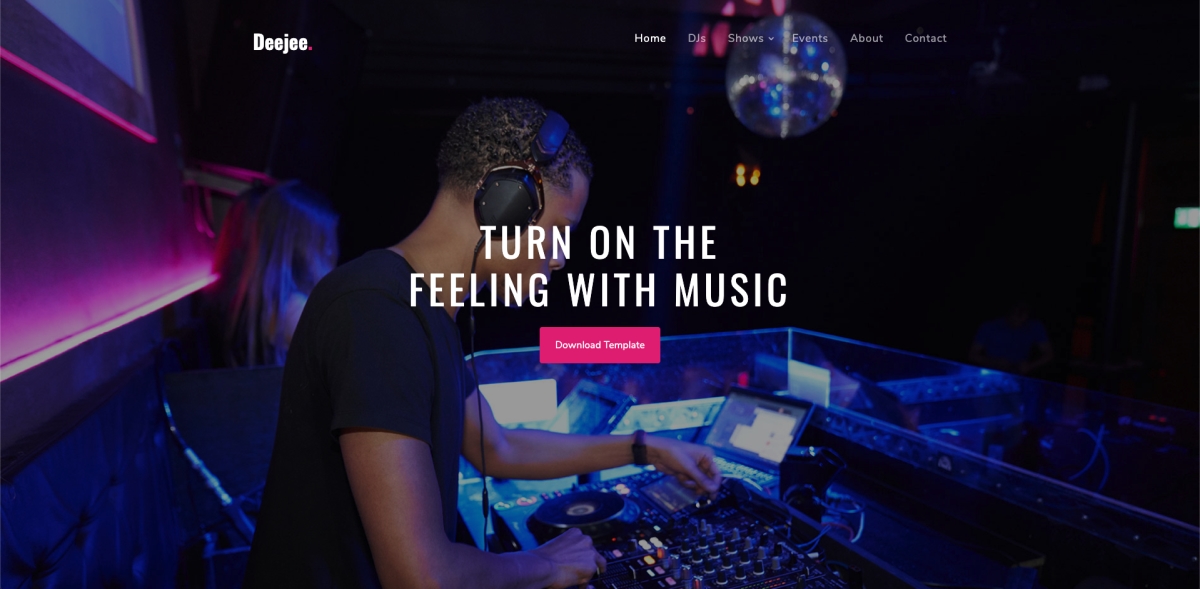 Deejee.
Home DJs Shows Events About Contact
TURN ON THE
FEELING WITH MUSIC
Download Template